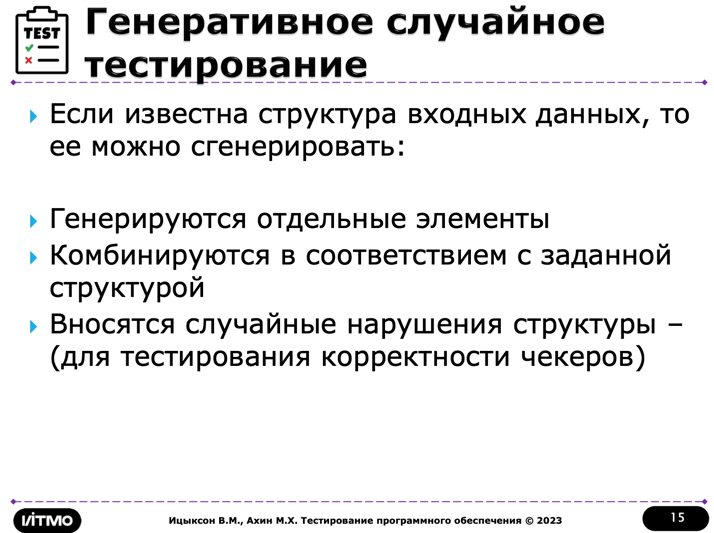 TEST
Генеративное случайное
тестирование
Если известна структура входных данных, то
ее можно сгенерировать:
Генерируются отдельные элементы
Комбинируются в соответствием с заданной
структурой
Вносятся случайные нарушения структуры –
(для тестирования корректности чекеров)
ИТМО
Ицыксон В.М., Ахин М.Х. Тестирование программного обеспечения © 2023
15